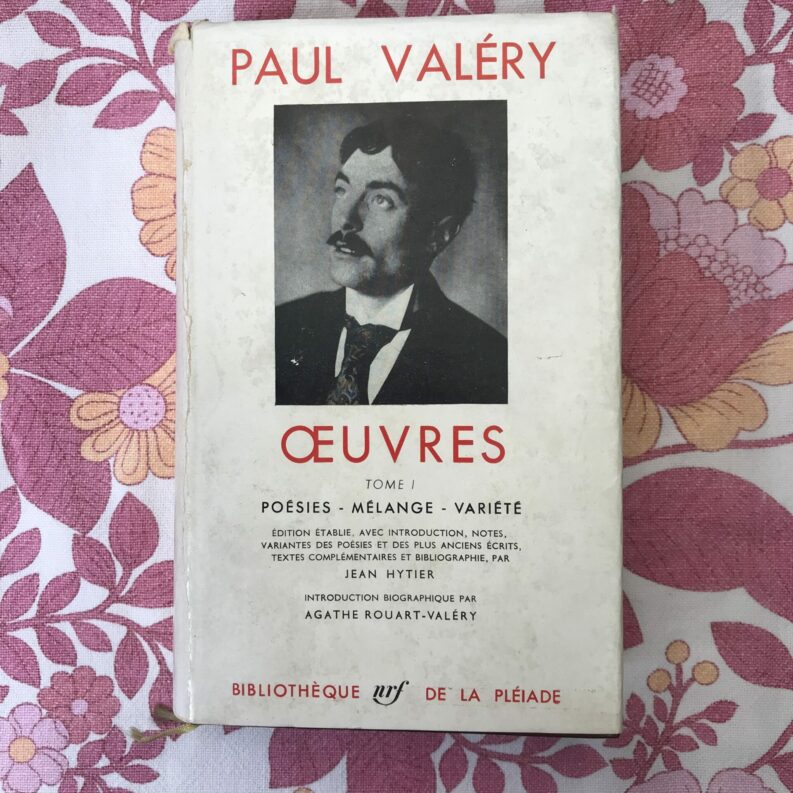 PAUL VALÉRY
ŒUVRES
TOME I
POÉSIES - MÉLANGE - VARIÉTÉ
ÉDITION ÉTABLIE, AVEC INTRODUCTION, NOTES,
VARIANTES DES POÉSIES ET DES PLUS ANCIENS ÉCRITS,
TEXTES COMPLÉMENTAIRES ET BIBLIOGRAPHIE, PAR
JEAN HYTIER
INTRODUCTION BIOGRAPHIQUE PAR
AGATHE ROUART-VALÉRY
BIBLIOTHÈQUE nrf DE LA PLÉIADE